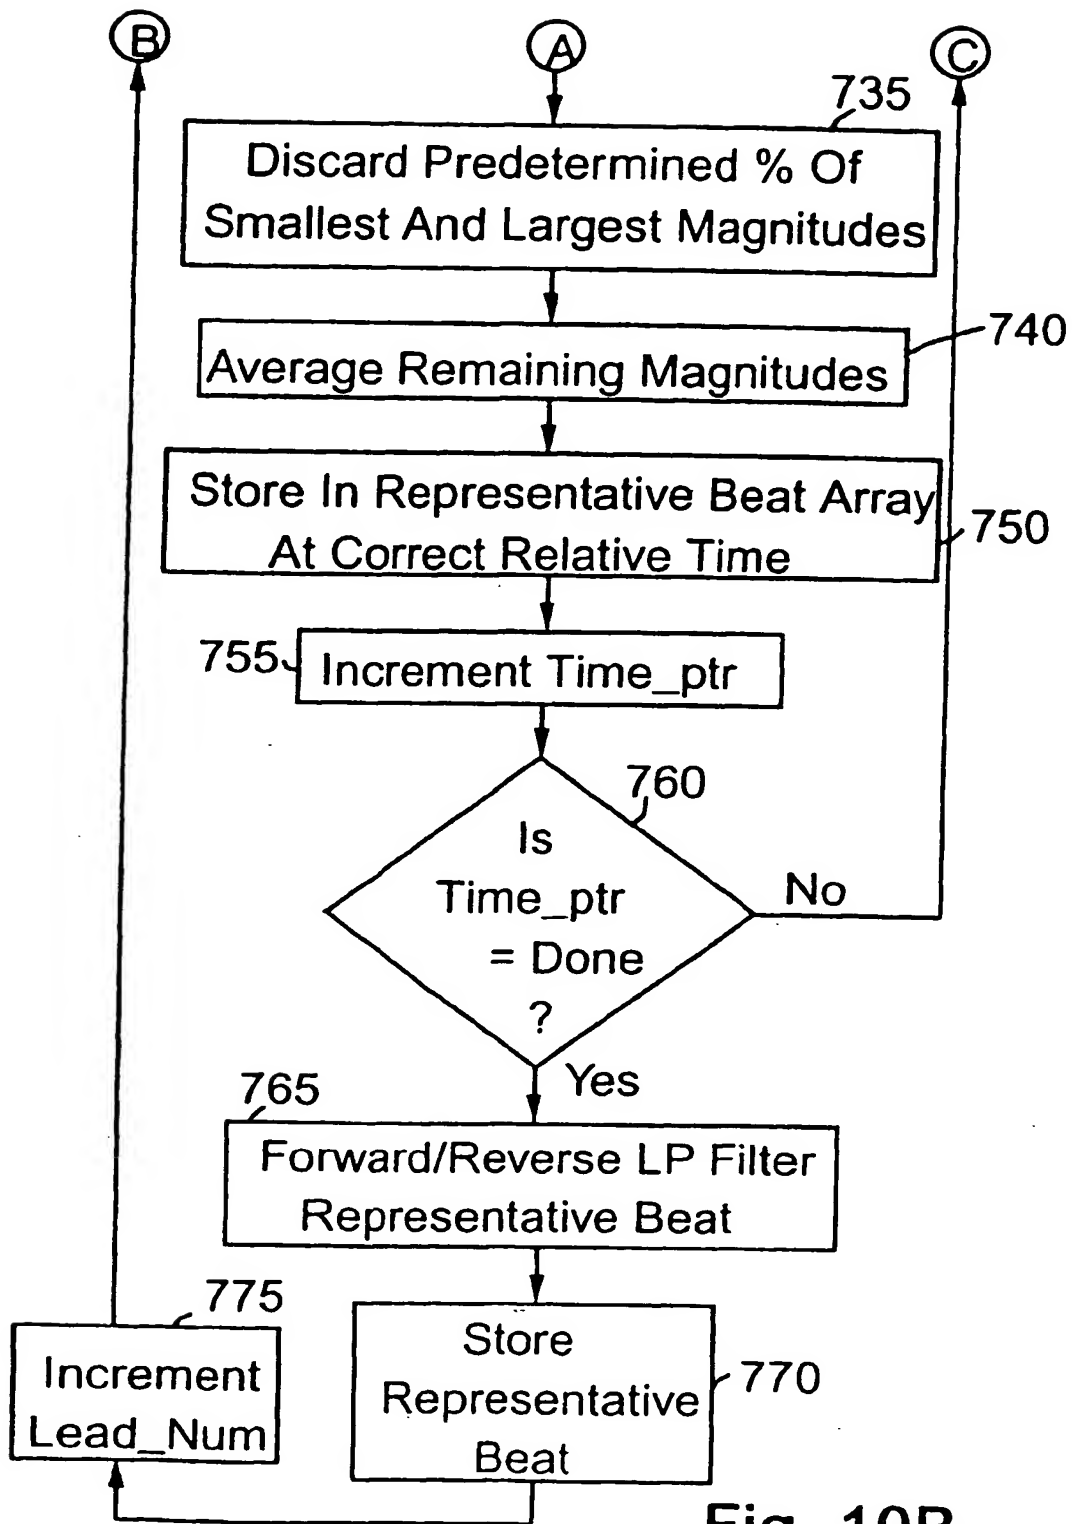 B
A
C
735
Discard Predetermined % Of
Smallest And Largest Magnitudes
740
Average Remaining Magnitudes
Store In Representative Beat Array
At Correct Relative Time
750
755
Increment Time_ptr
760
Is
Time_ptr
= Done
?
No
Yes
765
Forward/Reverse LP Filter
Representative Beat
775
Increment
Lead_Num
Store
Representative
Beat
770
Fig. 10B